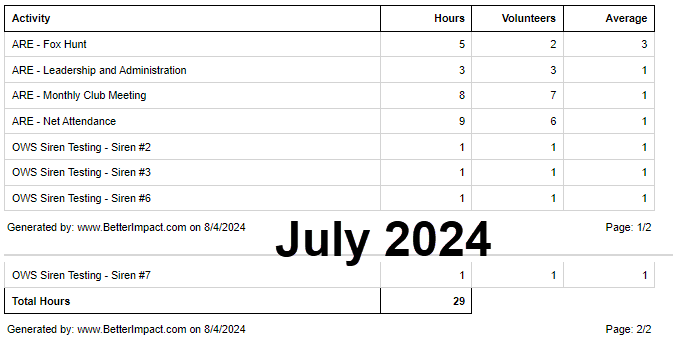 Activity Hours Volunteers Average
ARE - Fox Hunt 5 2 3
ARE - Leadership and Administration 3 3 1
ARE - Monthly Club Meeting 8 7 1
ARE - Net Attendance 9 6 1
OWS Siren Testing - Siren #2 1 1 1
OWS Siren Testing - Siren #3 1 1 1
OWS Siren Testing - Siren #6 1 1 1
Generated by: www.BetterImpact.com on 8/4/2024 Page: 1/2
July 2024
OWS Siren Testing - Siren #7 1 1 1
Total Hours 29
Generated by: www.BetterImpact.com on 8/4/2024 Page: 2/2